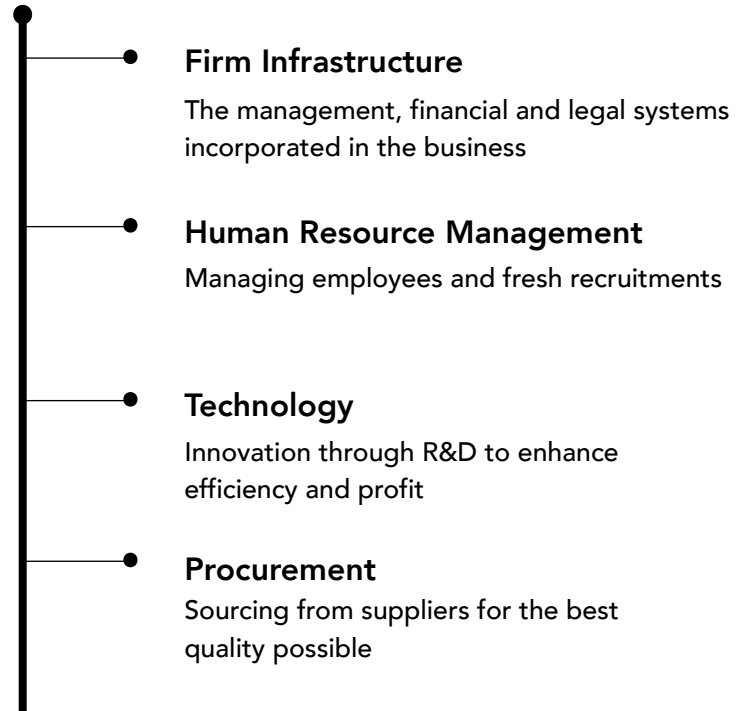 Firm Infrastructure
The management, financial and legal systems
incorporated in the business
Human Resource Management
Managing employees and fresh recruitments
Technology
Innovation through R&D to enhance
efficiency and profit
Procurement
Sourcing from suppliers for the best
quality possible